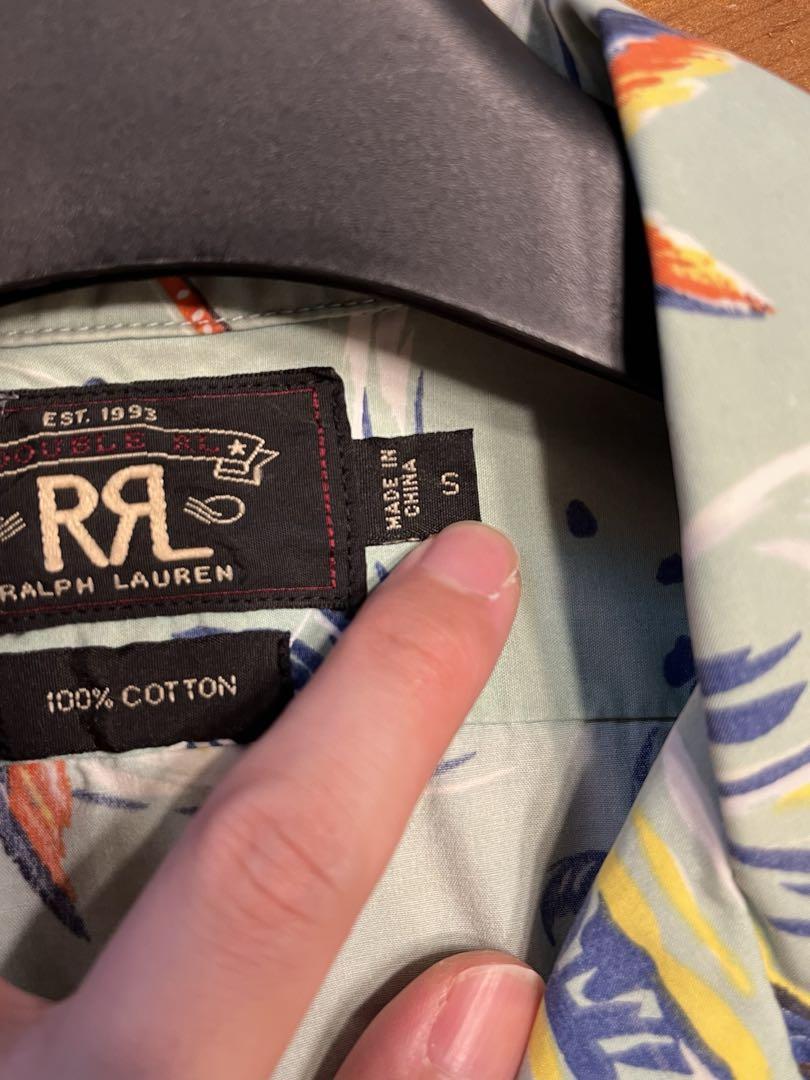 EST. 1993
DOUBLE RL
RRL
RALPH LAUREN
MADE IN
CHINA
S
100% COTTON